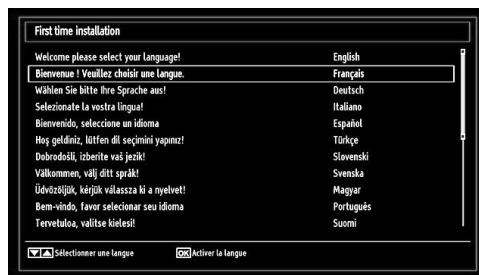 First time installation
Welcome please select your language! English
Bienvenue ! Veuillez choisir une langue. Français
Wählen Sie bitte Ihre Sprache aus! Deutsch
Selezionate la vostra lingua! Italiano
Bienvenido, seleccione un idioma Español
Hoş geldiniz, lütfen dil seçimini yapınız! Türkçe
Dobrodošli, izberite vaš jezik! Slovenski
Välkommen, välj ditt språk! Svenska
Üdvözöljük, kérjük válassza ki a nyelvet! Magyar
Bem-vindo, favor selecionar seu idioma Português
Tervetuloa, valitse kielesi! Suomi
Sélectionner une langue OK Activer la langue